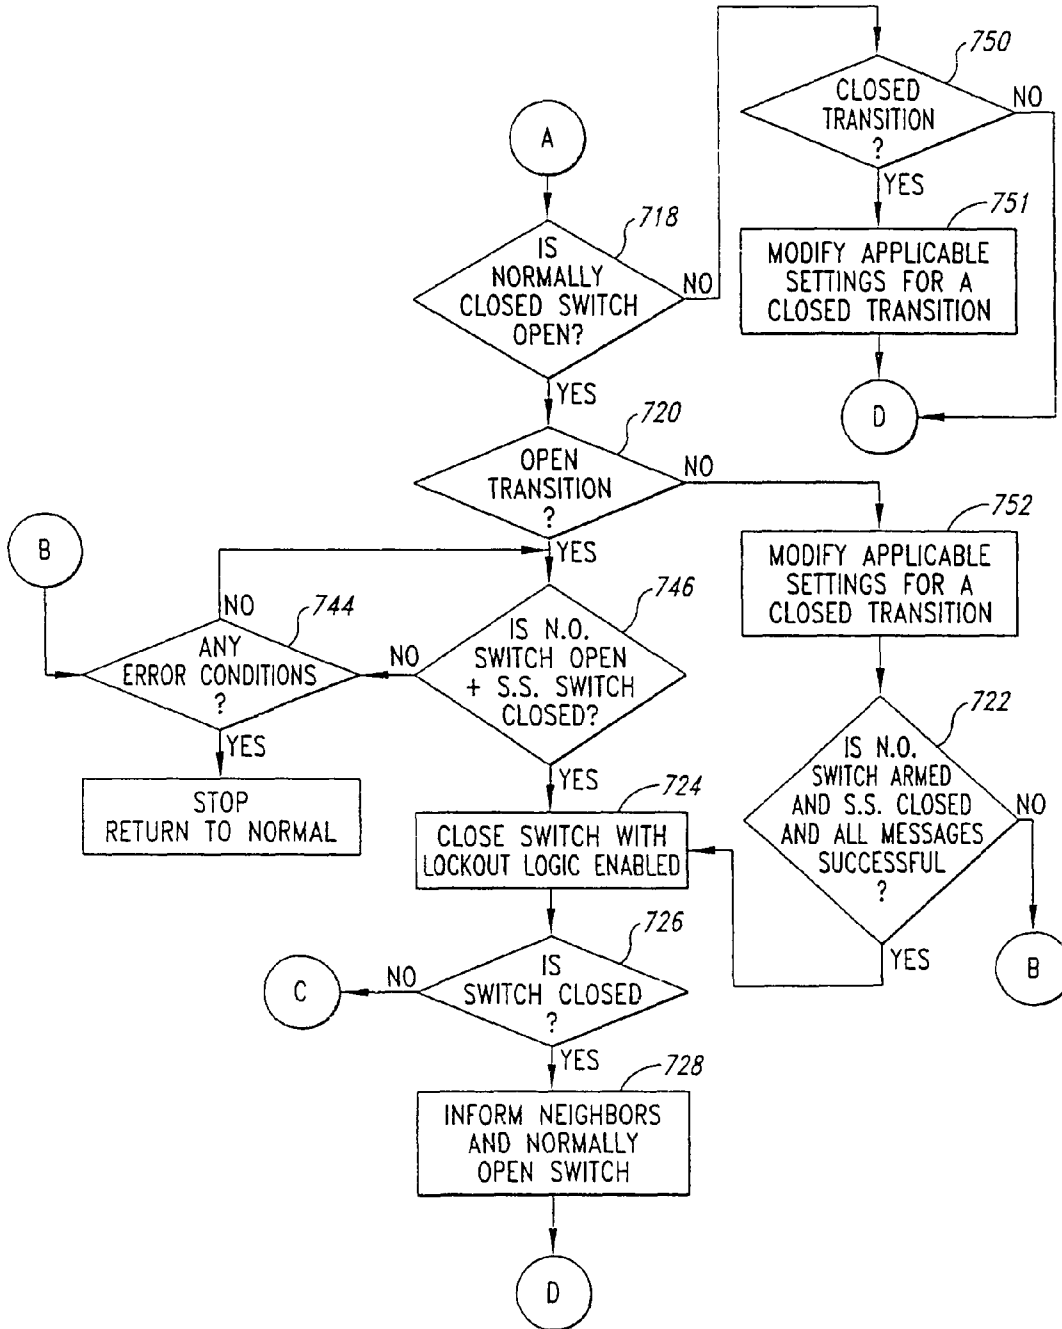 750
CLOSED
TRANSITION
?
NO
YES
A
718
IS
NORMALLY
CLOSED SWITCH
OPEN?
NO
YES
751
MODIFY APPLICABLE
SETTINGS FOR A
CLOSED TRANSITION
D
720
OPEN
TRANSITION
?
NO
YES
752
MODIFY APPLICABLE
SETTINGS FOR A
CLOSED TRANSITION
B
NO
744
ANY
ERROR CONDITIONS
?
YES
STOP
RETURN TO NORMAL
746
IS N.O.
SWITCH OPEN
+ S.S. SWITCH
CLOSED?
NO
YES
722
IS N.O.
SWITCH ARMED
AND S.S. CLOSED
AND ALL MESSAGES
SUCCESSFUL
?
NO
YES
B
724
CLOSE SWITCH WITH
LOCKOUT LOGIC ENABLED
726
IS
SWITCH CLOSED
?
NO
C
YES
728
INFORM NEIGHBORS
AND NORMALLY
OPEN SWITCH
D